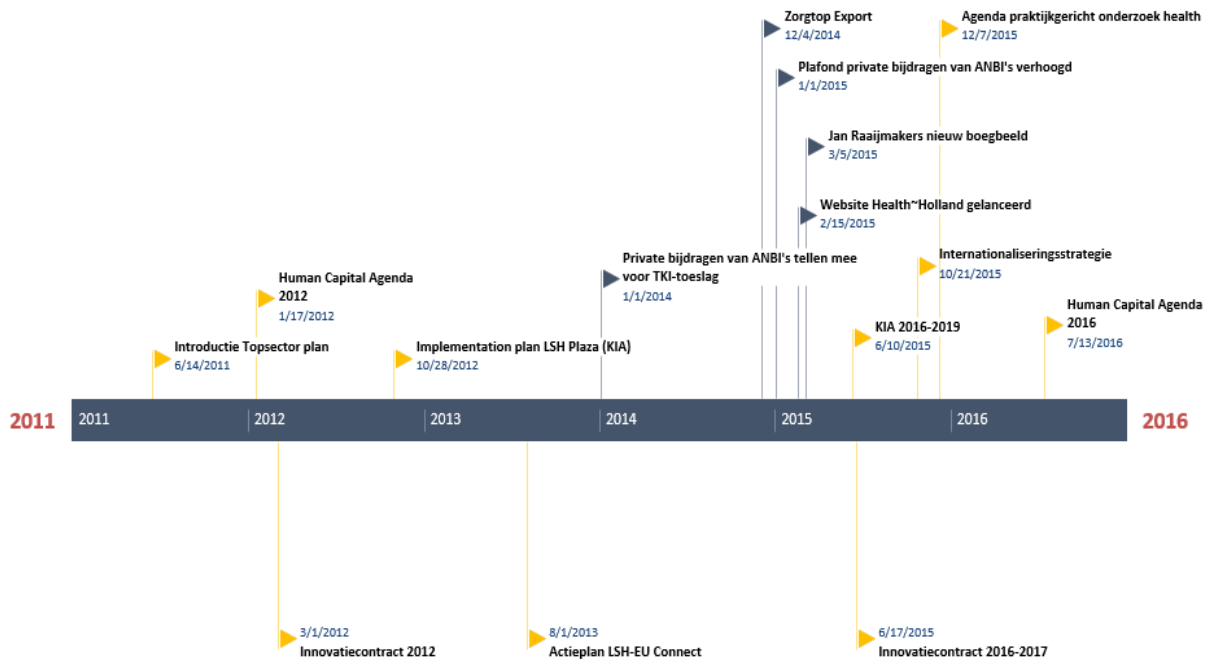 Zorgtop Export
12/4/2014
Agenda praktijkgericht onderzoek health
12/7/2015
Plafond private bijdragen van ANBI's verhoogd
1/1/2015
Jan Raaijmakers nieuw boegbeeld
3/5/2015
Website Health~Holland gelanceerd
2/15/2015
Private bijdragen van ANBI's tellen mee
voor TKI-toeslag
1/1/2014
Internationaliseringsstrategie
10/21/2015
Human Capital Agenda
2012
1/17/2012
Human Capital Agenda
2016
7/13/2016
KIA 2016-2019
6/10/2015
Introductie Topsector plan
6/14/2011
Implementation plan LSH Plaza (KIA)
10/28/2012
2011 2011 2012 2013 2014 2015 2016 2016
3/1/2012
Innovatiecontract 2012
8/1/2013
Actieplan LSH-EU Connect
6/17/2015
Innovatiecontract 2016-2017